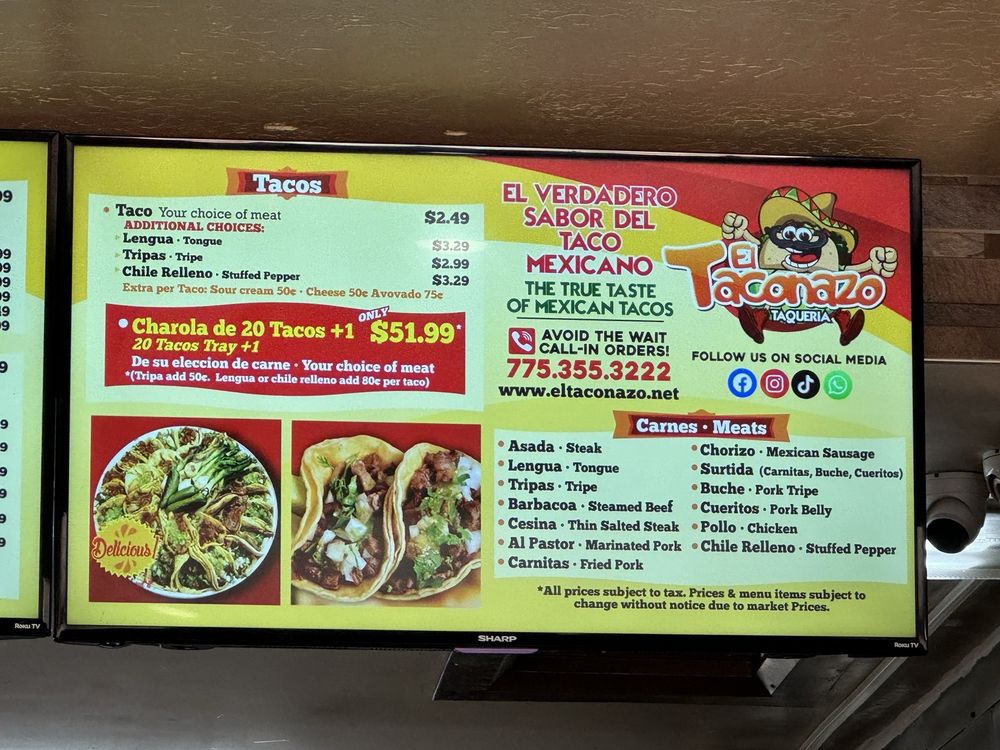 Tacos
• Taco Your choice of meat $2.49
ADDITIONAL CHOICES:
Lengua • Tongue $3.29
Tripas • Tripe $2.99
Chile Relleno • Stuffed Pepper $3.29
Extra per Taco: Sour cream 50¢ • Cheese 50¢ Avovado 75¢
• Charola de 20 Tacos +1 ONLY $51.99*
20 Tacos Tray +1
De su eleccion de carne • Your choice of meat
*(Tripa add 50¢. Lengua or chile relleno add 80¢ per taco)
Delicious!
EL VERDADERO
SABOR DEL
TACO
MEXICANO
THE TRUE TASTE
OF MEXICAN TACOS
AVOID THE WAIT
CALL-IN ORDERS!
775.355.3222
www.eltaconazo.net
El
Taconazo
TAQUERIA
FOLLOW US ON SOCIAL MEDIA
Carnes • Meats
• Asada • Steak
• Lengua • Tongue
• Tripas • Tripe
• Barbacoa • Steamed Beef
• Cesina • Thin Salted Steak
• Al Pastor • Marinated Pork
• Carnitas • Fried Pork
• Chorizo • Mexican Sausage
• Surtida (Carnitas, Buche, Cueritos)
• Buche • Pork Tripe
• Cueritos • Pork Belly
• Pollo • Chicken
• Chile Relleno • Stuffed Pepper
*All prices subject to tax. Prices & menu items subject to
change without notice due to market Prices.
Roku TV
SHARP
Roku TV